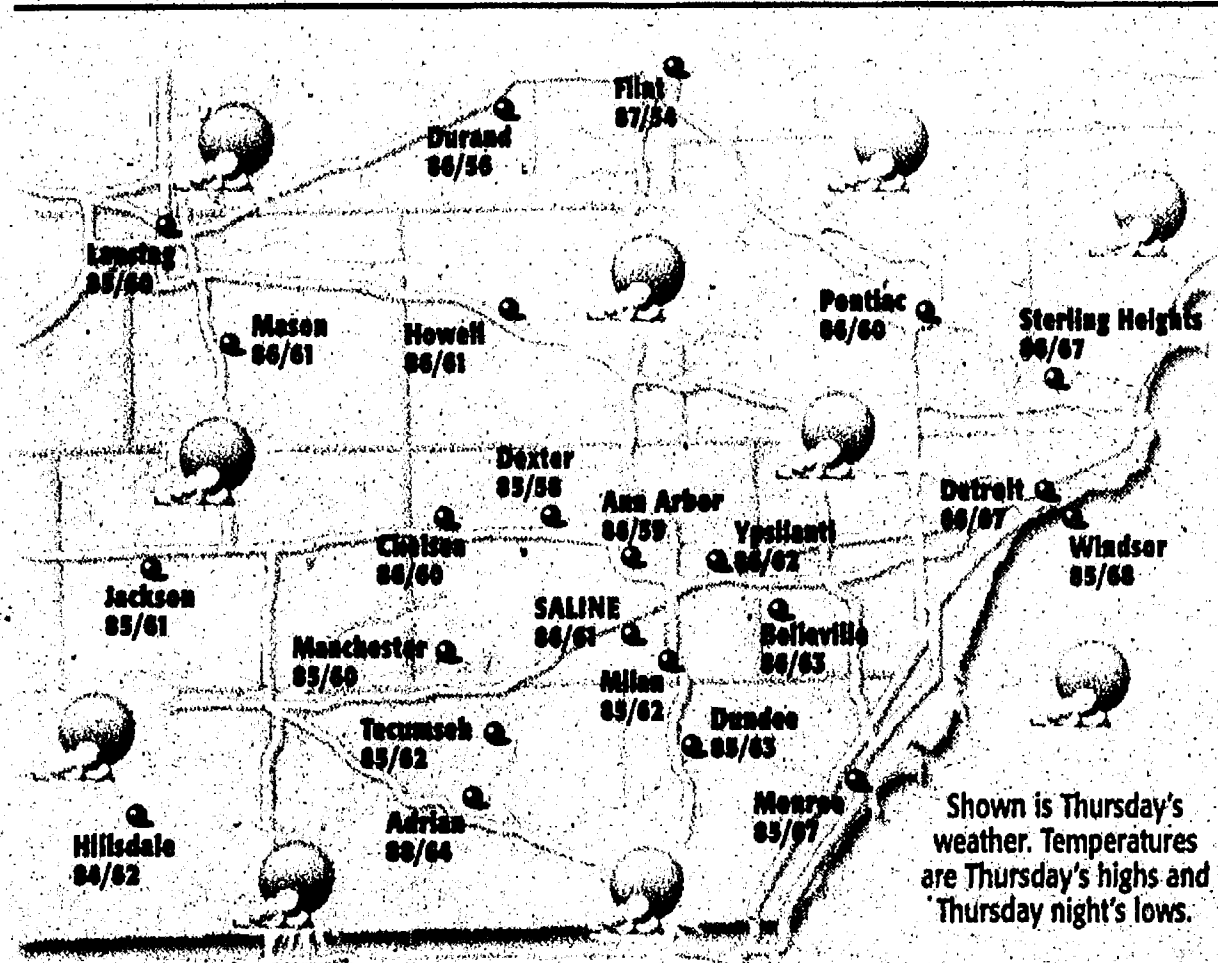 Flint
87/54
Durand
86/56
Lansing
85/60
Mason
86/61
Howell
86/61
Pontiac
86/60
Sterling Heights
86/67
Dexter
85/58
Ann Arbor
86/59
Ypsilanti
86/62
Detroit
86/67
Windsor
85/68
Chelsea
86/60
Jackson
85/61
SALINE
86/61
Belleville
86/63
Manchester
85/60
Milan
85/62
Tecumseh
85/62
Dundee
85/63
Monroe
85/67
Adrian
88/64
Hillsdale
84/62
Shown is Thursday's
weather. Temperatures
are Thursday's highs and
Thursday night's lows.